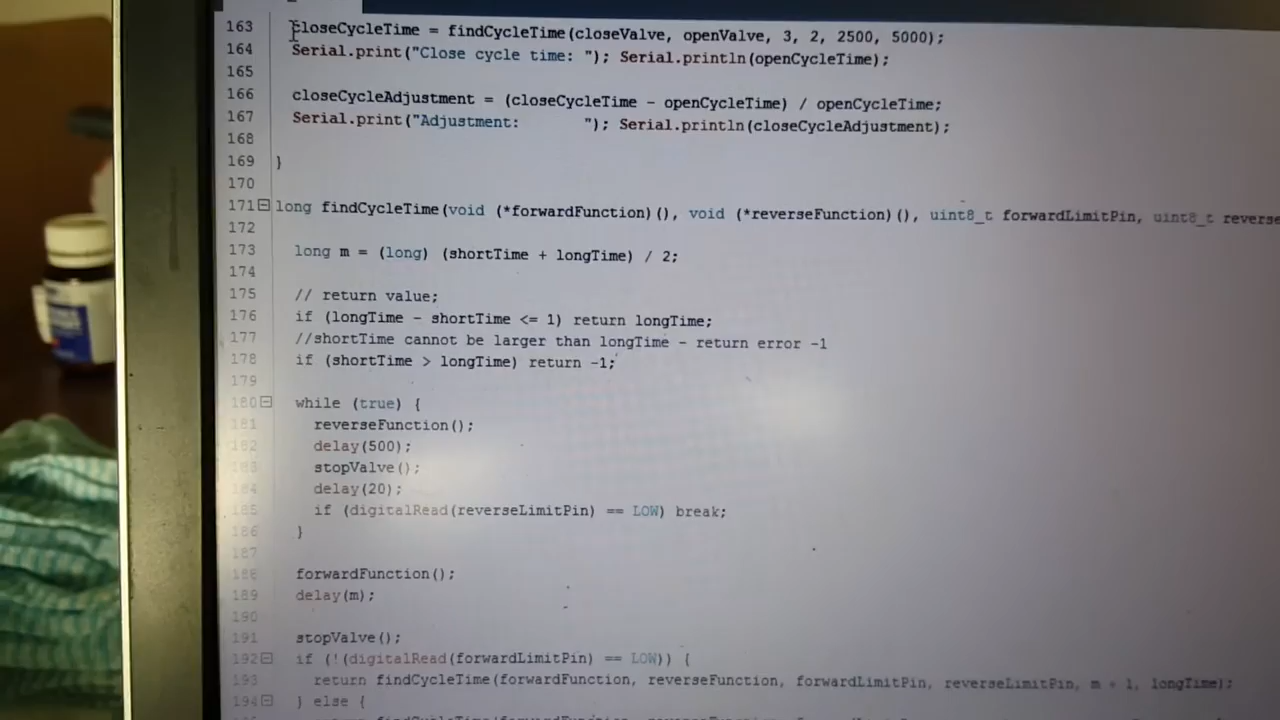 163 closeCycleTime = findCycleTime(closeValve, openValve, 3, 2, 2500, 5000);
164 Serial.print("Close cycle time: "); Serial.println(openCycleTime);
165
166 closeCycleAdjustment = (closeCycleTime - openCycleTime) / openCycleTime;
167 Serial.print("Adjustment:       "); Serial.println(closeCycleAdjustment);
168
169 }
170
171 long findCycleTime(void (*forwardFunction)(), void (*reverseFunction)(), uint8_t forwardLimitPin, uint8_t reverse
172
173 long m = (long) (shortTime + longTime) / 2;
174
175 // return value;
176 if (longTime - shortTime <= 1) return longTime;
177 //shortTime cannot be larger than longTime - return error -1
178 if (shortTime > longTime) return -1;
179
180 while (true) {
181 reverseFunction();
182 delay(500);
183 stopValve();
184 delay(20);
185 if (digitalRead(reverseLimitPin) == LOW) break;
186 }
187
188 forwardFunction();
189 delay(m);
190
191 stopValve();
192 if (!(digitalRead(forwardLimitPin) == LOW)) {
193 return findCycleTime(forwardFunction, reverseFunction, forwardLimitPin, reverseLimitPin, m + 1, longTime);
194 } else {